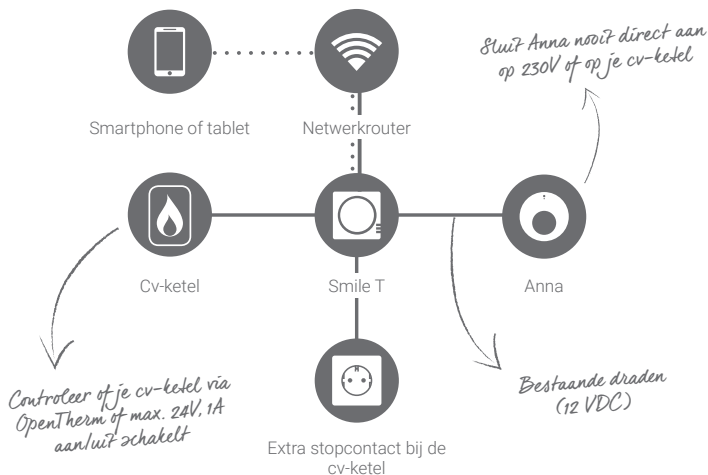 Sluit Anna nooit direct aan
op 230V of op je cv-ketel
Smartphone of tablet
Netwerkrouter
Cv-ketel
Smile T
Anna
Controleer of je cv-ketel via
OpenTherm of max. 24V, 1A
aan/uit schakelt
Bestaande draden
(12 VDC)
Extra stopcontact bij de
cv-ketel